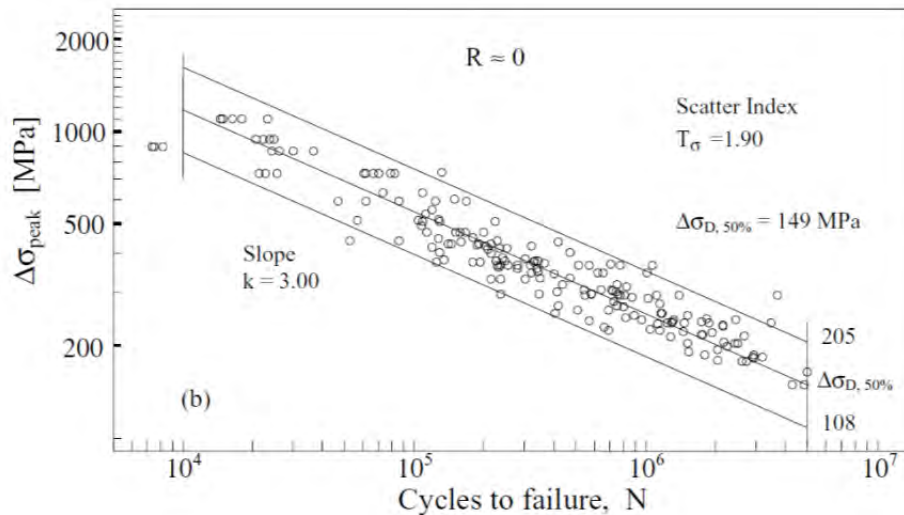 2000
1000
500
200
Δσpeak [MPa]
R ≈ 0
Scatter Index
Tσ =1.90
ΔσD, 50% = 149 MPa
Slope
k = 3.00
205
ΔσD, 50%
108
(b)
10⁴ 10⁵ 10⁶ 10⁷
Cycles to failure, N